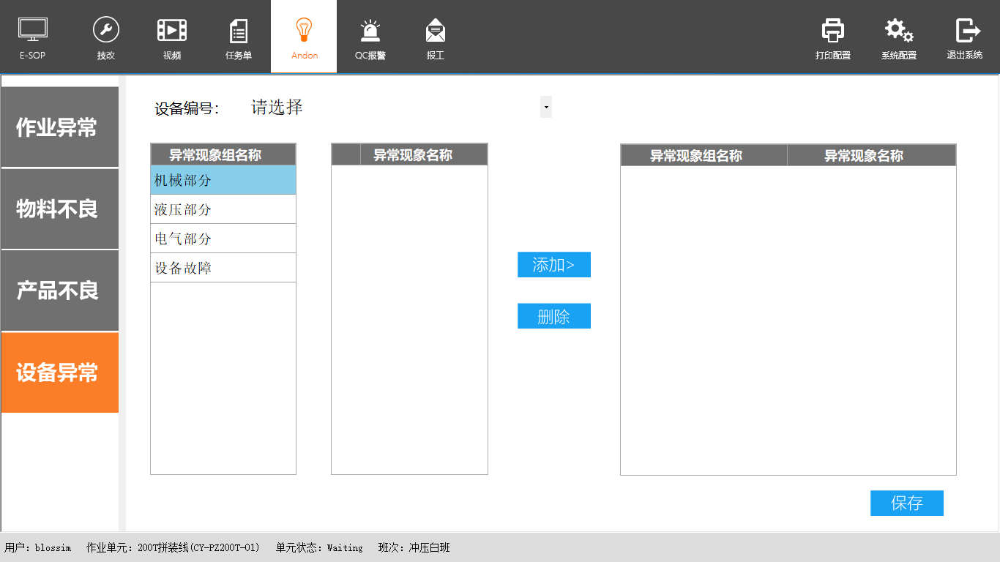 E-SOP 技改 视频 任务单 Andon QC报警 报工 打印配置 系统配置 退出系统
作业异常
物料不良
产品不良
设备异常
设备编号: 请选择
异常现象组名称
机械部分
液压部分
电气部分
设备故障
异常现象名称
添加>
删除
异常现象组名称 异常现象名称
保存
用户: blossim 作业单元: 200T拼装线(CY-PZ200T-01) 单元状态: Waiting 班次: 冲压白班